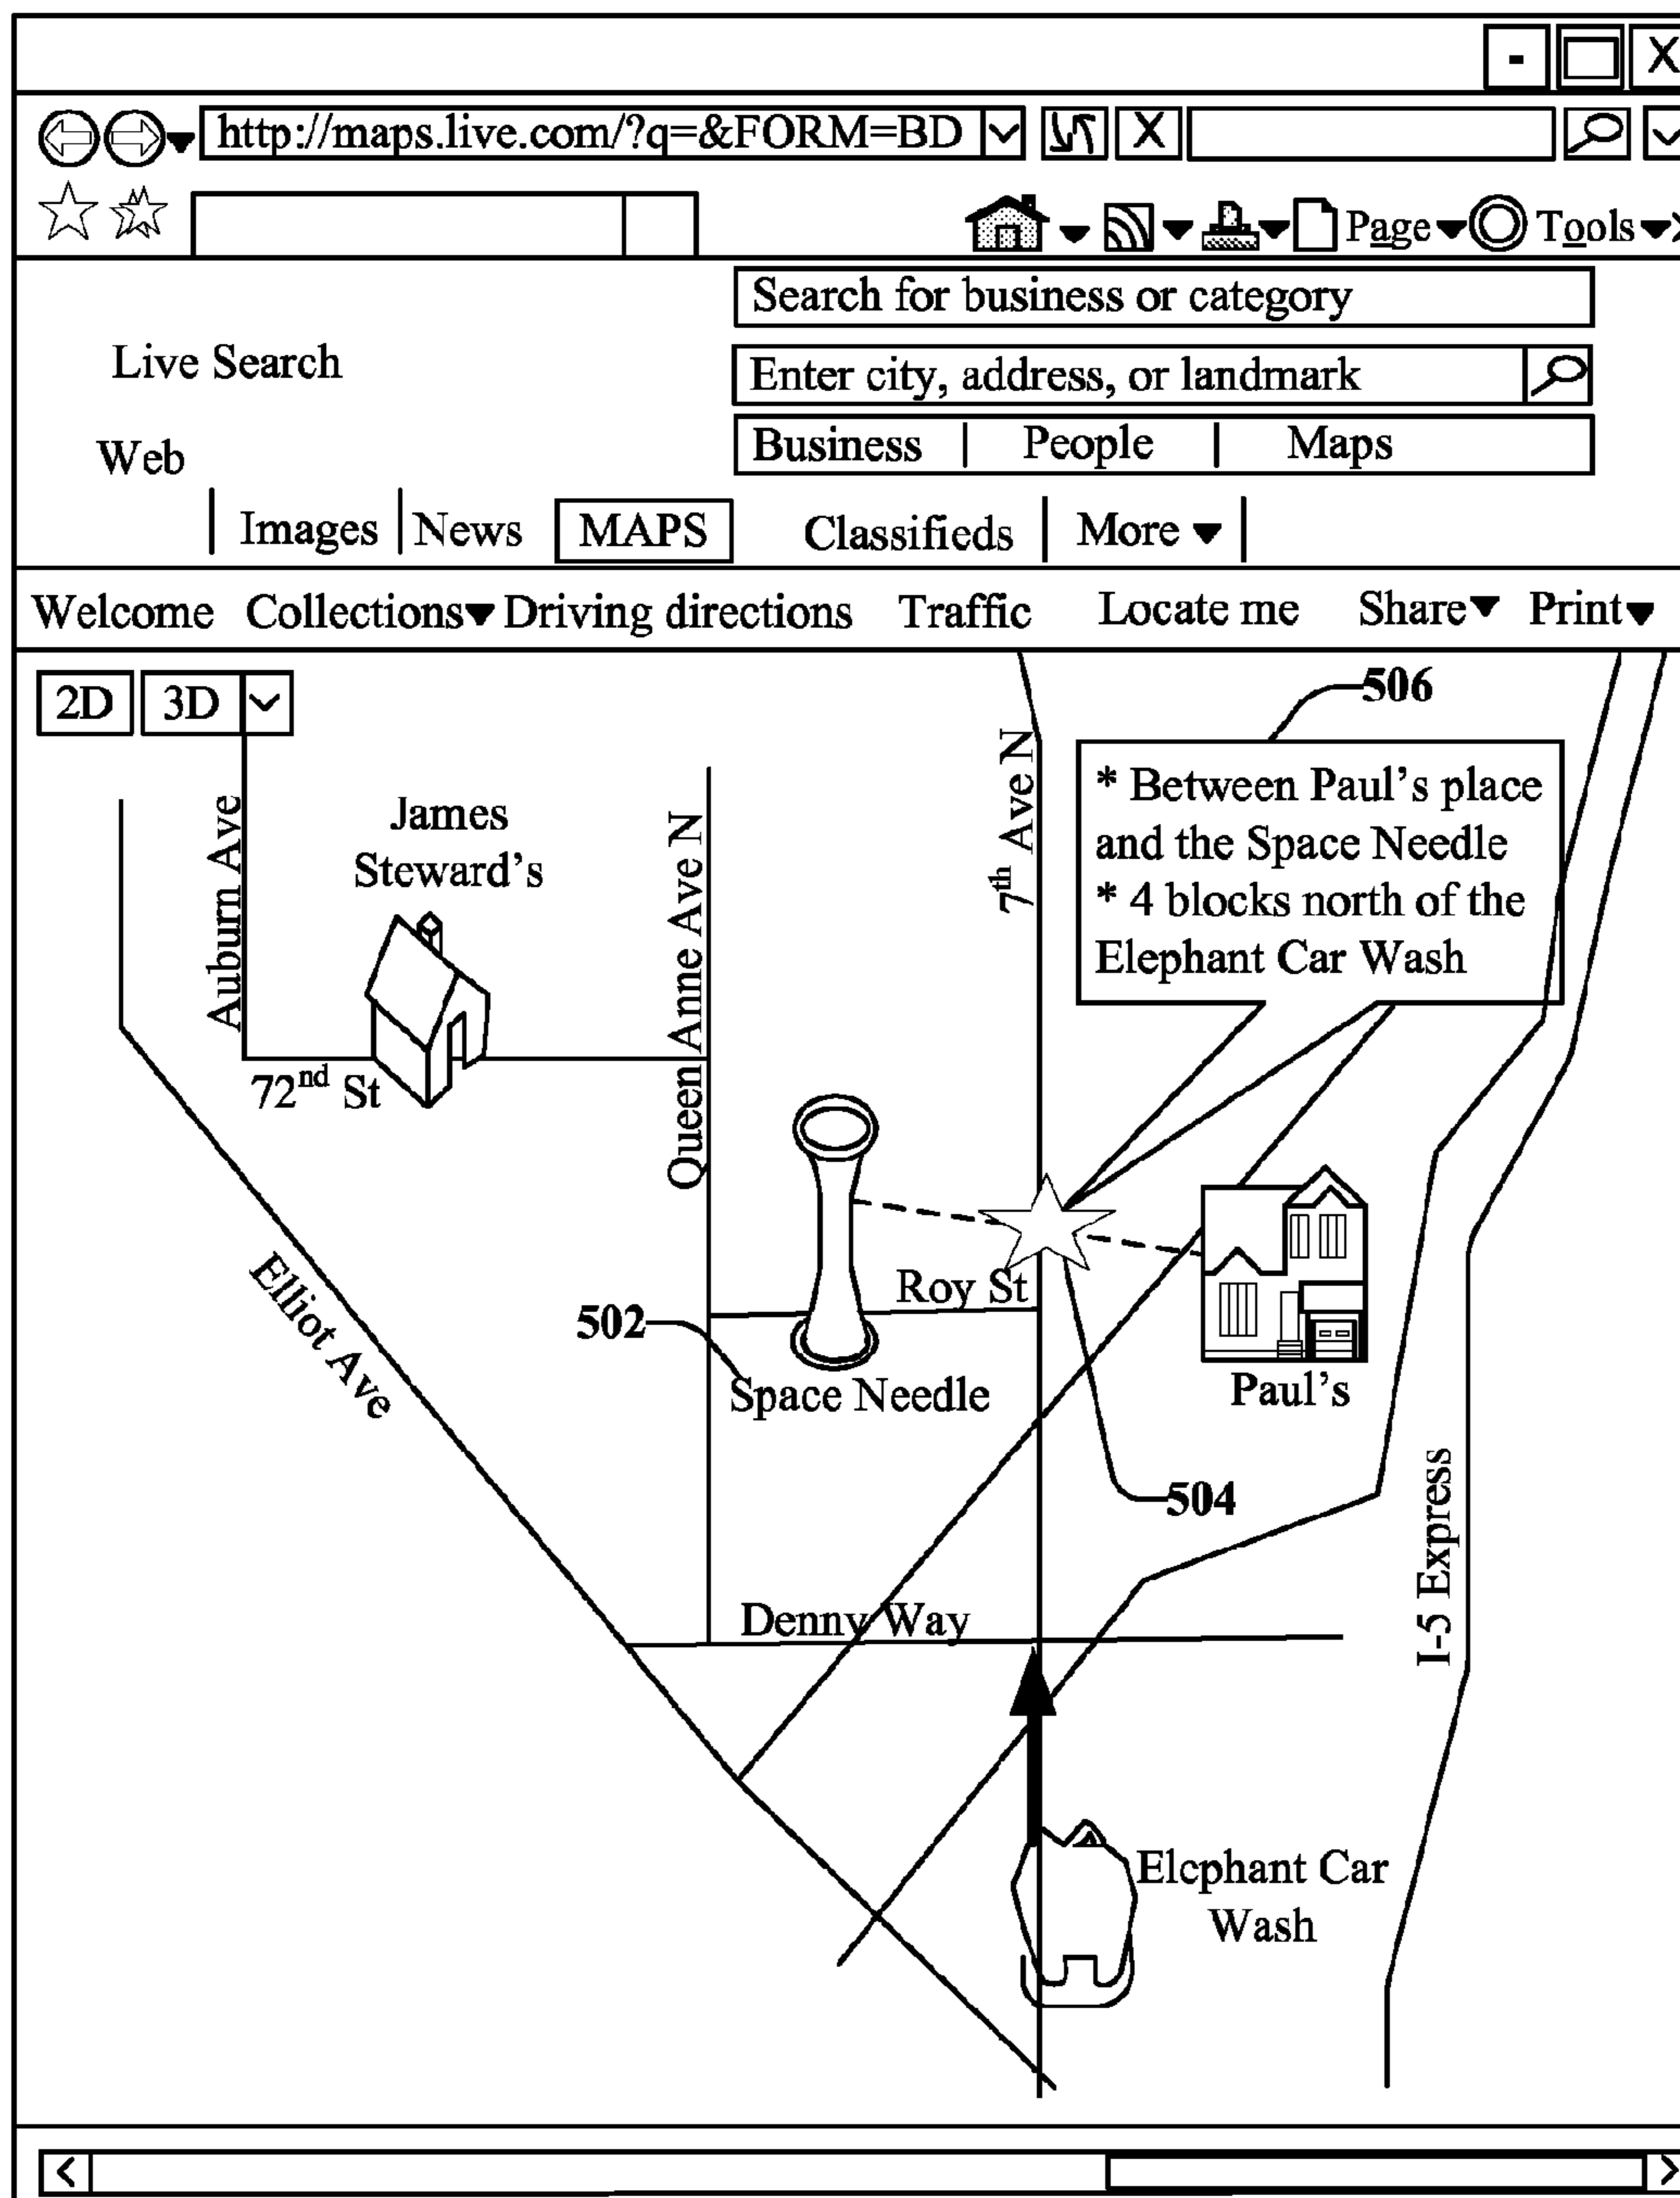 - X
http://maps.live.com/?q=&FORM=BD X
Page Tools
Search for business or category
Live Search
Enter city, address, or landmark
Web
Business | People | Maps
| Images | News MAPS Classifieds | More |
Welcome Collections Driving directions Traffic Locate me Share Print
2D 3D
506
* Between Paul's place
and the Space Needle
* 4 blocks north of the
Elephant Car Wash
7th Ave N
Auburn Ave
James
Steward's
Queen Anne Ave N
72nd St
Elliot Ave
Roy St
502
Space Needle
Paul's
504
I-5 Express
Denny Way
Elephant Car
Wash